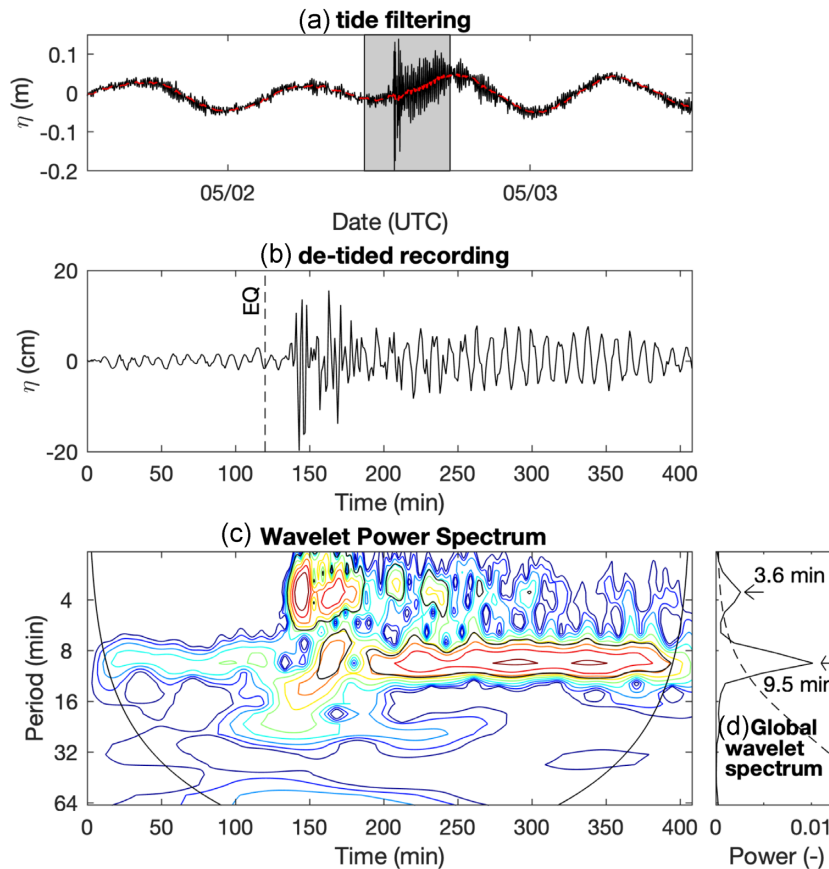 (a) tide filtering
η (m)
0.1
0
-0.1
-0.2
05/02 05/03
Date (UTC)
(b) de-tided recording
η (cm)
20
0
-20
EQ
0 50 100 150 200 250 300 350 400
Time (min)
(c) Wavelet Power Spectrum
Period (min)
4
8
16
32
64
0 50 100 150 200 250 300 350 400
Time (min)
3.6 min
9.5 min
(d) Global
wavelet
spectrum
0 0.01
Power (-)